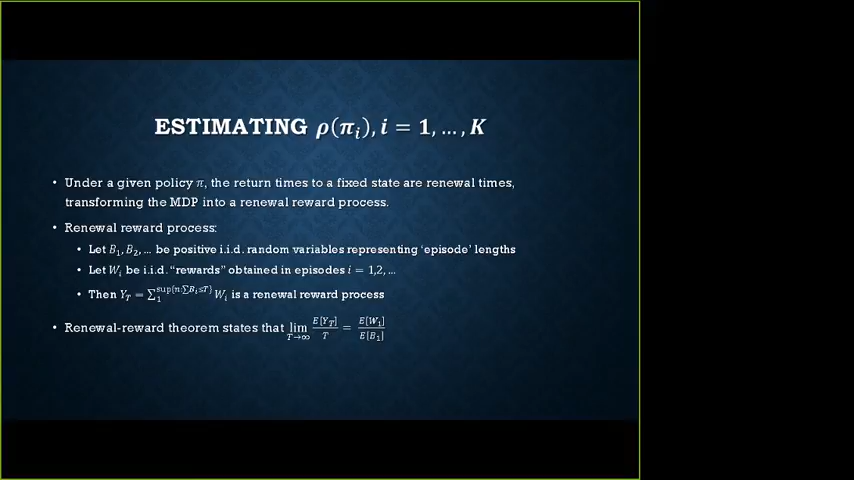 ESTIMATING ρ(π_i), i = 1, …, K
• Under a given policy π, the return times to a fixed state are renewal times,
transforming the MDP into a renewal reward process.
• Renewal reward process:
• Let B_1, B_2, … be positive i.i.d. random variables representing ‘episode’ lengths
• Let W_i be i.i.d. “rewards” obtained in episodes i = 1,2, …
• Then Y_T = ∑_1^{sup{n:∑B_i≤T}} W_i is a renewal reward process
• Renewal-reward theorem states that lim_{T→∞} E[Y_T]/T = E[W_1]/E[B_1]